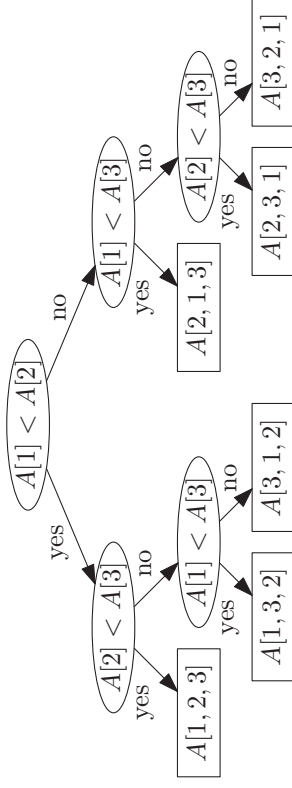 A[1] < A[2]
yes
no
A[2] < A[3]
A[1] < A[3]
yes
no
yes
no
A[1, 2, 3]
A[1] < A[3]
A[2, 1, 3]
A[2] < A[3]
yes
no
yes
no
A[1, 3, 2]
A[3, 1, 2]
A[2, 3, 1]
A[3, 2, 1]